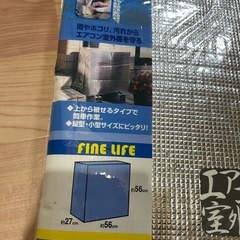 雨やホコリ、汚れから
エアコン室外機を守る
◆上から被せるタイプで
簡単作業。
◆縦型・小型サイズにピッタリ!
FINE LIFE
約56cm
約27cm
約56cm
エア
室外